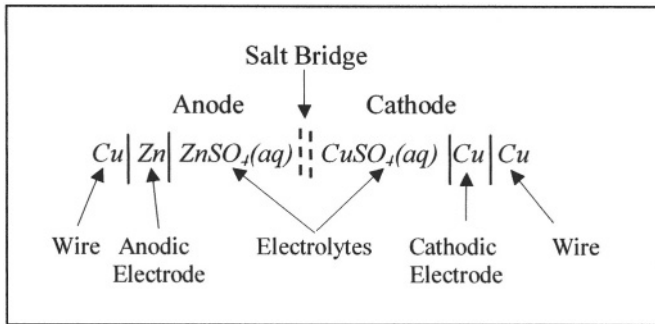 Salt Bridge
Anode Cathode
Cu| Zn| ZnSO₄(aq) ¦¦ CuSO₄(aq) |Cu| Cu
Wire Anodic Electrode Electrolytes Cathodic Electrode Wire